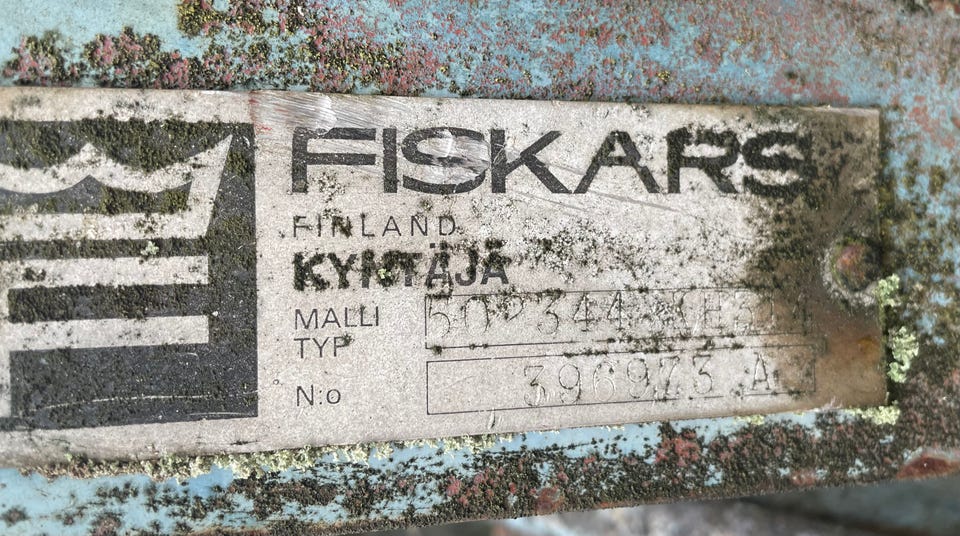 FISKARS
FINLAND
KYNTÄJÄ
MALLI
TYP
N:o 396973 A